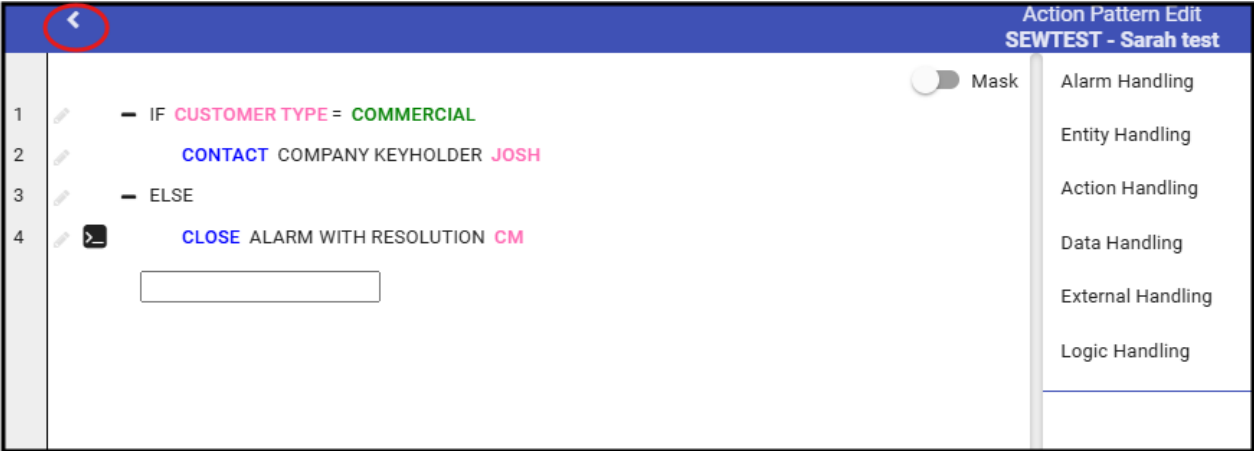 Action Pattern Edit
SEWTEST - Sarah test
Mask
1 IF CUSTOMER TYPE = COMMERCIAL
2 CONTACT COMPANY KEYHOLDER JOSH
3 ELSE
4 CLOSE ALARM WITH RESOLUTION CM
Alarm Handling
Entity Handling
Action Handling
Data Handling
External Handling
Logic Handling